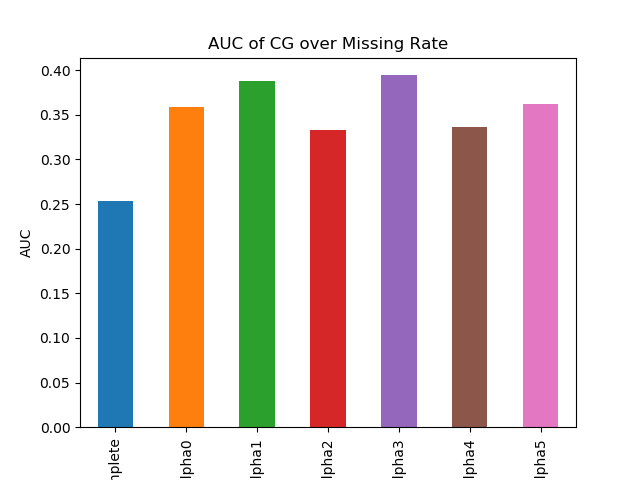 AUC of CG over Missing Rate
AUC
0.40
0.35
0.30
0.25
0.20
0.15
0.10
0.05
0.00
nplete
lpha0
lpha1
lpha2
lpha3
lpha4
lpha5